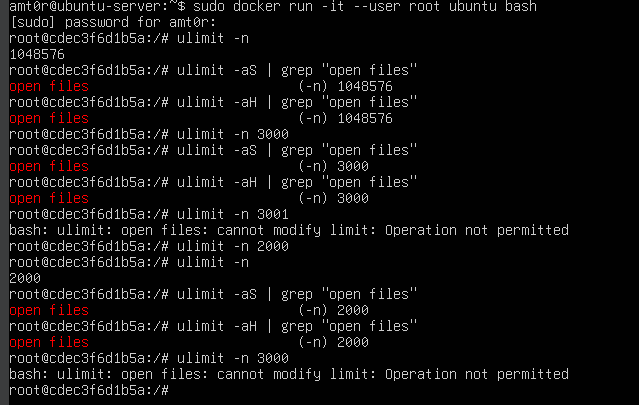 amt0r@ubuntu-server:~$ sudo docker run -it --user root ubuntu bash
[sudo] password for amt0r:
root@cdec3f6d1b5a:/# ulimit -n
1048576
root@cdec3f6d1b5a:/# ulimit -aS | grep "open files"
open files                          (-n) 1048576
root@cdec3f6d1b5a:/# ulimit -aH | grep "open files"
open files                          (-n) 1048576
root@cdec3f6d1b5a:/# ulimit -n 3000
root@cdec3f6d1b5a:/# ulimit -aS | grep "open files"
open files                          (-n) 3000
root@cdec3f6d1b5a:/# ulimit -aH | grep "open files"
open files                          (-n) 3000
root@cdec3f6d1b5a:/# ulimit -n 3001
bash: ulimit: open files: cannot modify limit: Operation not permitted
root@cdec3f6d1b5a:/# ulimit -n 2000
root@cdec3f6d1b5a:/# ulimit -n
2000
root@cdec3f6d1b5a:/# ulimit -aS | grep "open files"
open files                          (-n) 2000
root@cdec3f6d1b5a:/# ulimit -aH | grep "open files"
open files                          (-n) 2000
root@cdec3f6d1b5a:/# ulimit -n 3000
bash: ulimit: open files: cannot modify limit: Operation not permitted
root@cdec3f6d1b5a:/#